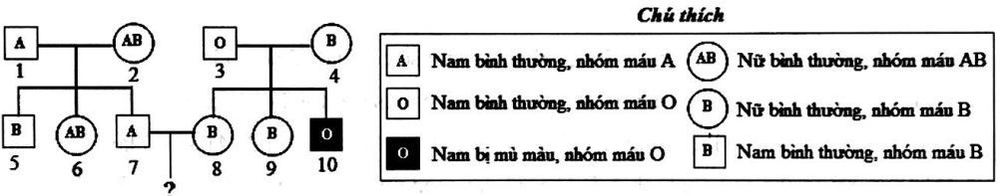 Chú thích
A AB O B
1 2 3 4
B AB A B B O
5 6 7 8 9 10
?
A Nam bình thường, nhóm máu A AB Nữ bình thường, nhóm máu AB
O Nam bình thường, nhóm máu O B Nữ bình thường, nhóm máu B
O Nam bị mù màu, nhóm máu O B Nam bình thường, nhóm máu B